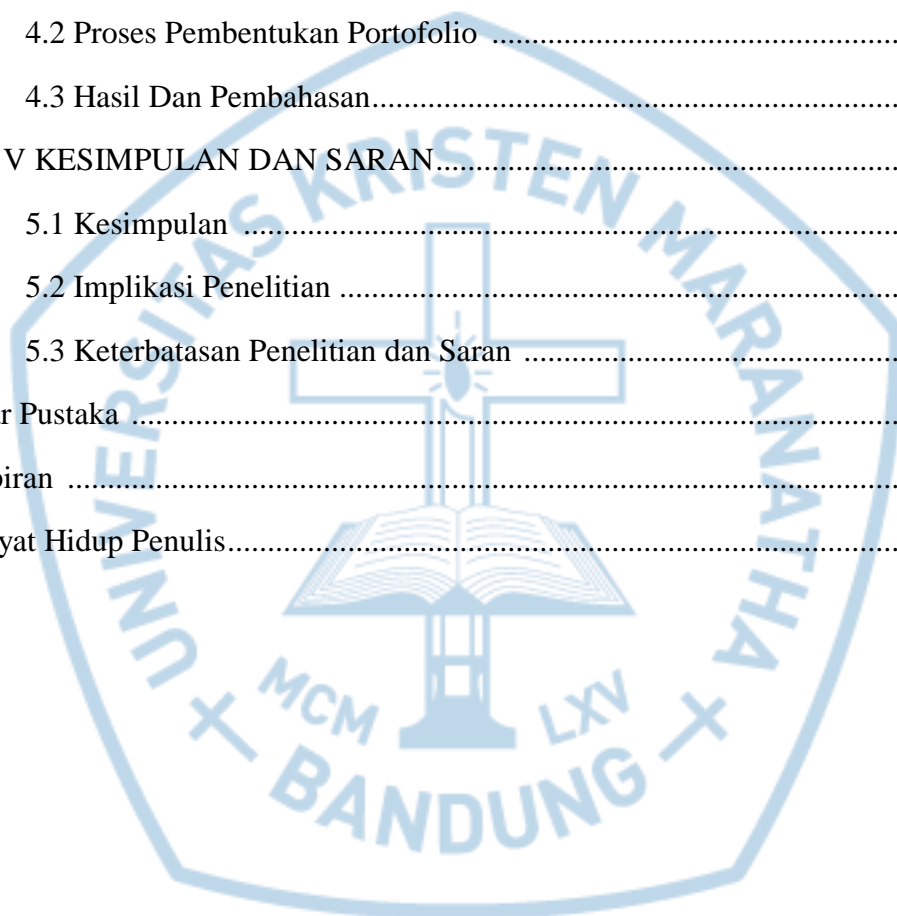 4.2 Proses Pembentukan Portofolio ..........................................................
4.3 Hasil Dan Pembahasan..........................................................................
V KESIMPULAN DAN SARAN................................................................
5.1 Kesimpulan ..........................................................................................
5.2 Implikasi Penelitian ..............................................................................
5.3 Keterbatasan Penelitian dan Saran ......................................................
r Pustaka ....................................................................................................
piran ...........................................................................................................
yat Hidup Penulis.........................................................................................
UNIVERSITAS KRISTEN MARANATHA
MCM LXV
+ BANDUNG +